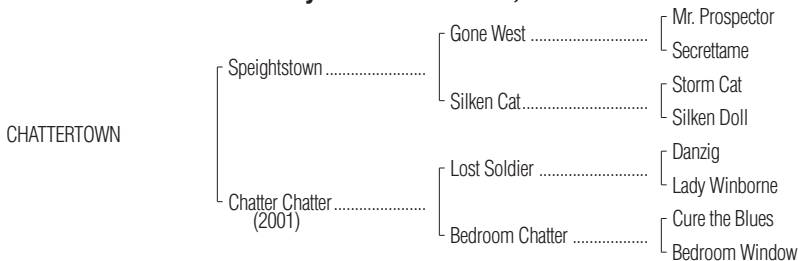 Mr. Prospector
Gone West ....................
Secrettame
Speightstown .........................
Storm Cat
Silken Cat.....................
Silken Doll
CHATTERTOWN
Danzig
Lost Soldier ..................
Lady Winborne
Chatter Chatter .......................
(2001)
Cure the Blues
Bedroom Chatter ...................
Bedroom Window